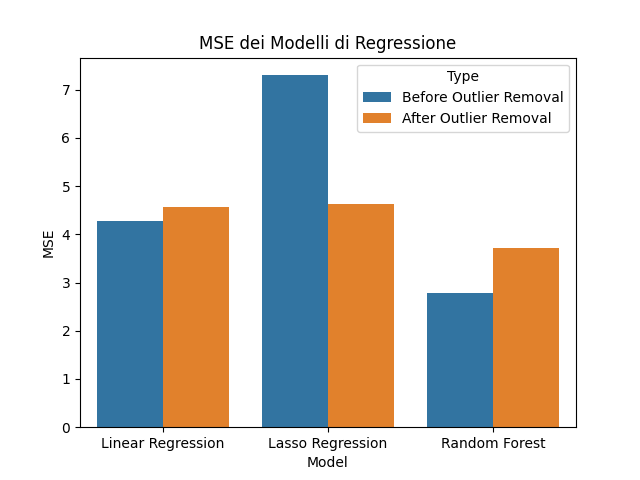 MSE dei Modelli di Regressione
Type
Before Outlier Removal
After Outlier Removal
MSE
7
6
5
4
3
2
1
0
Linear Regression
Lasso Regression
Random Forest
Model